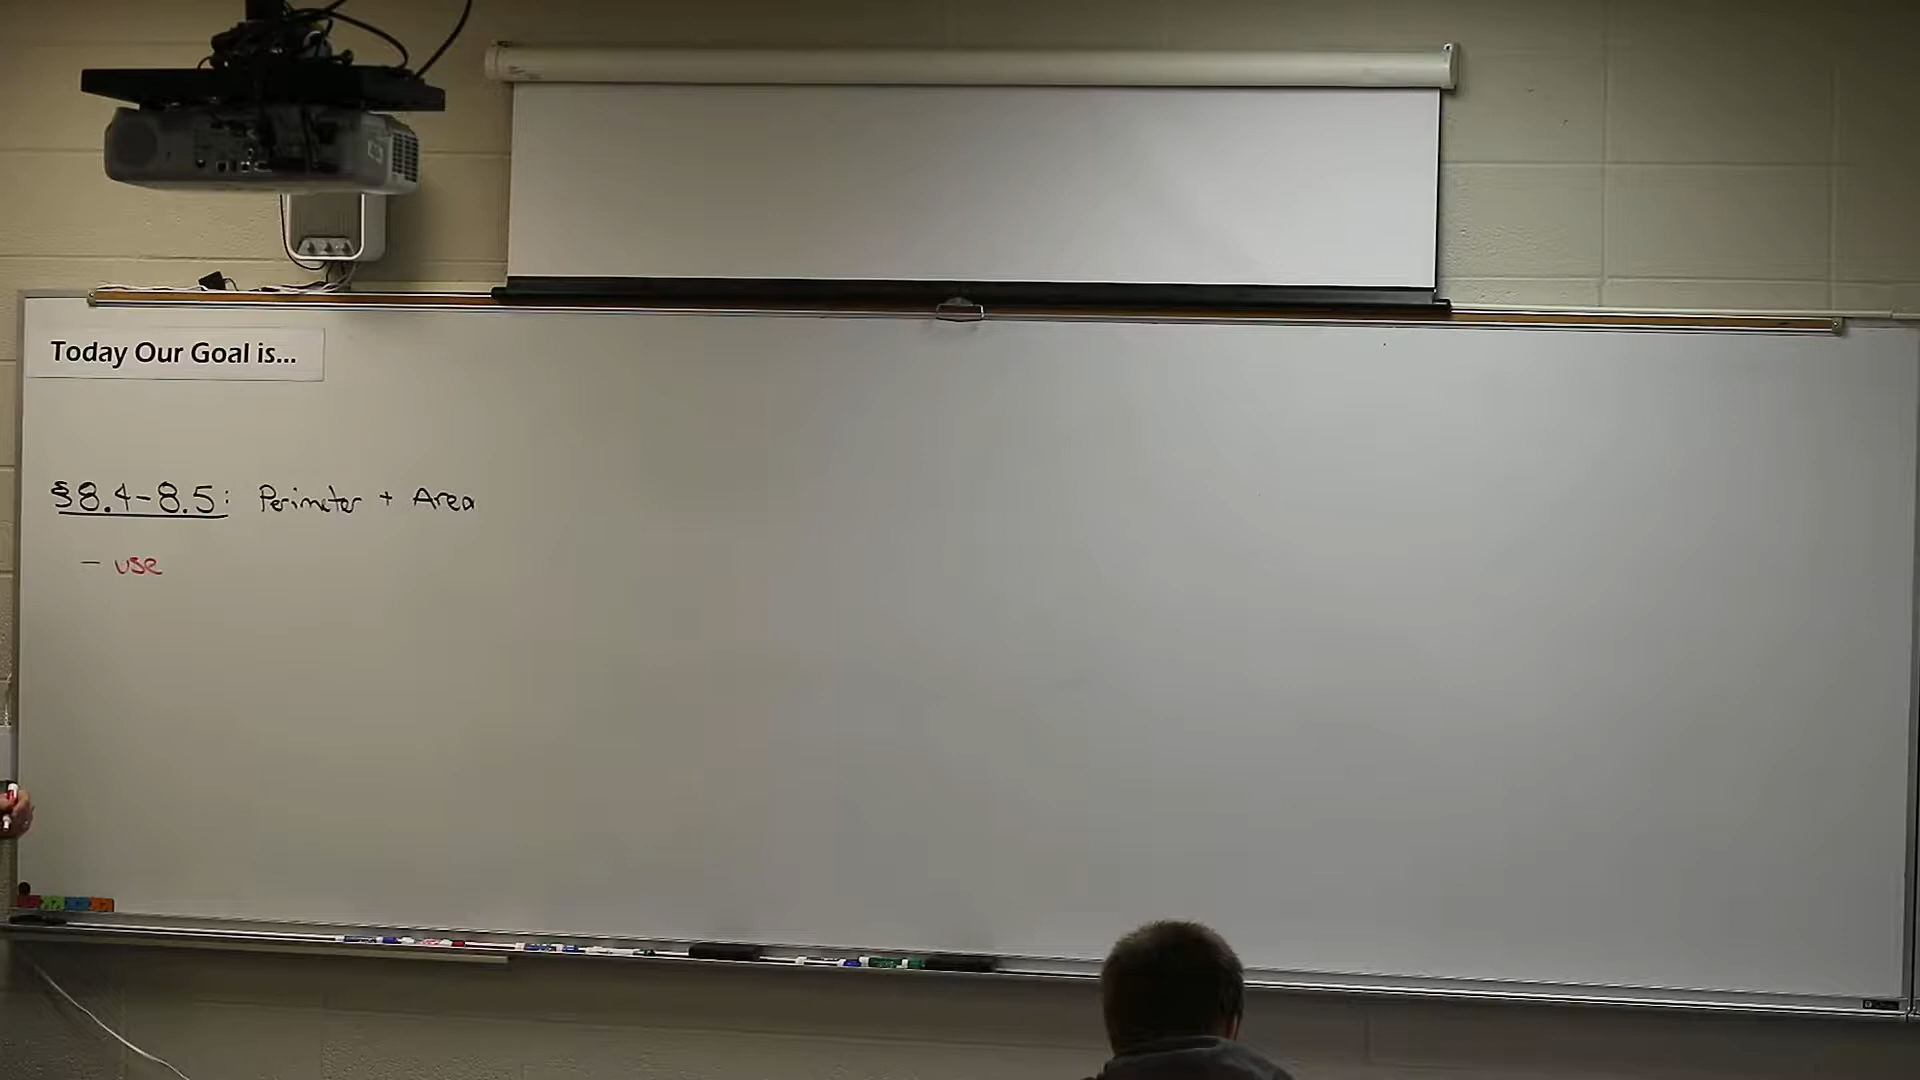 Today Our Goal is...
§8.4-8.5: Perimeter + Area
- use